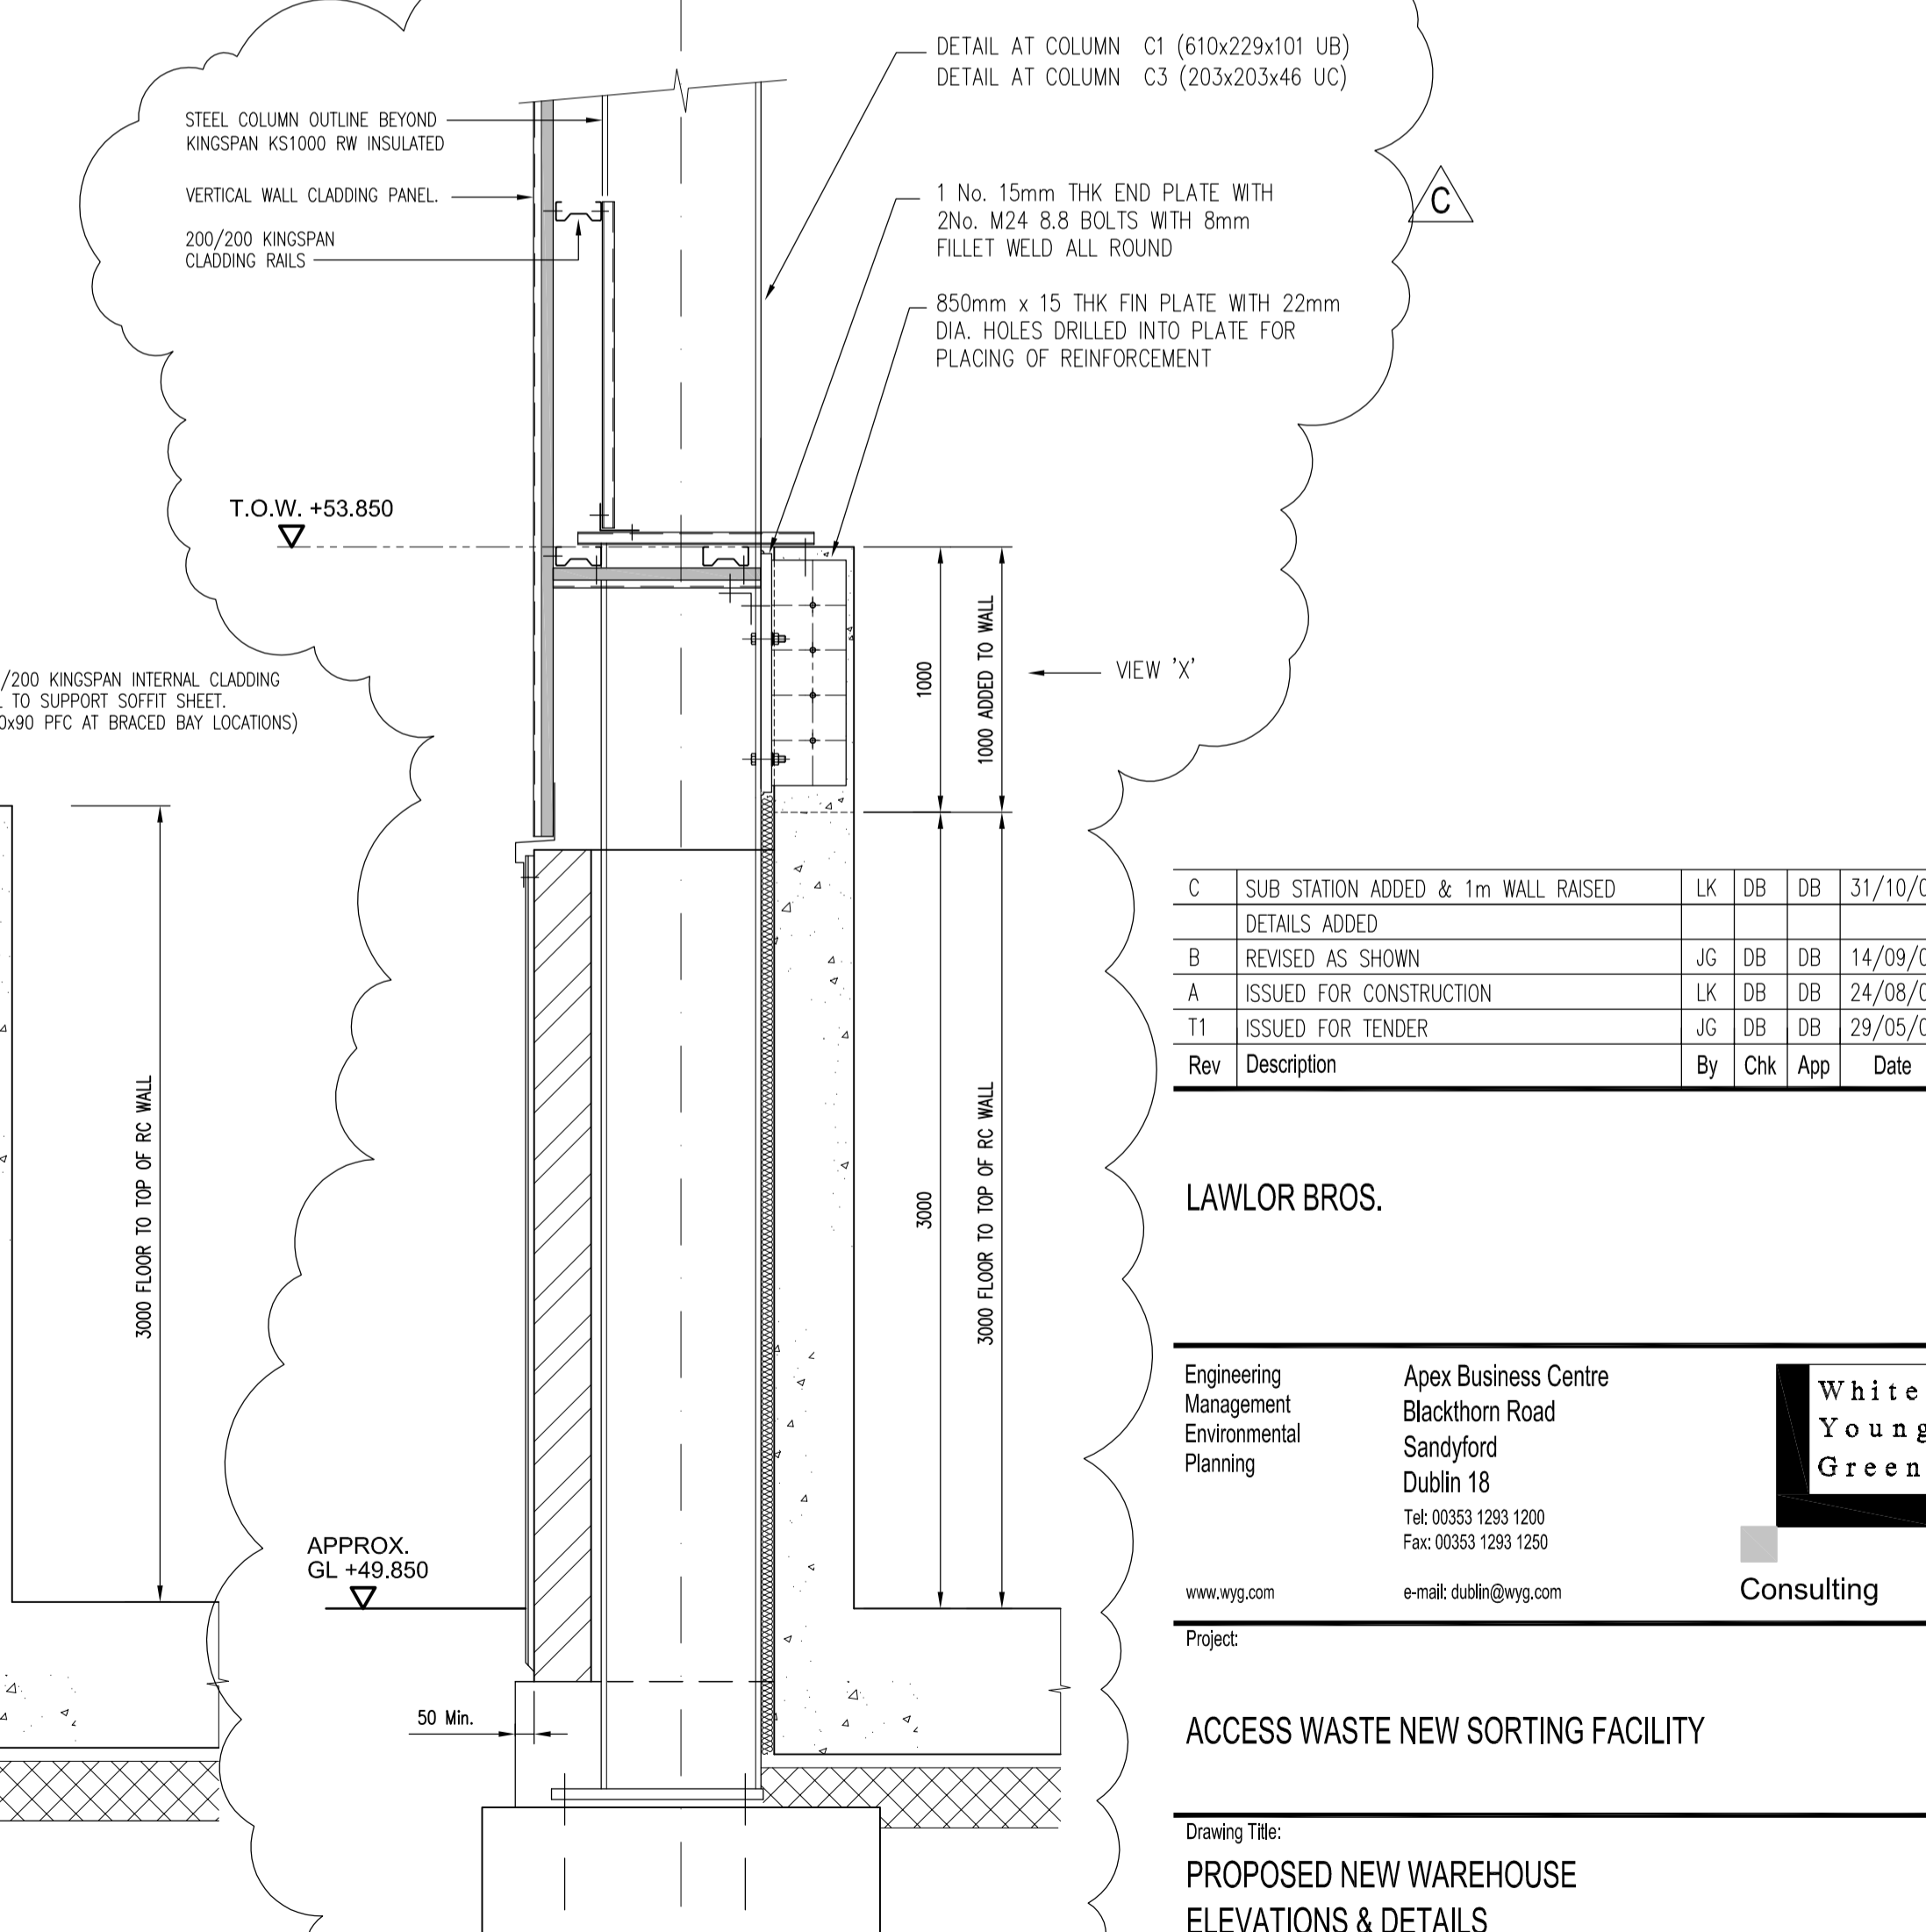 DETAIL AT COLUMN C1 (610x229x101 UB)
DETAIL AT COLUMN C3 (203x203x46 UC)
STEEL COLUMN OUTLINE BEYOND
KINGSPAN KS1000 RW INSULATED
VERTICAL WALL CLADDING PANEL.
200/200 KINGSPAN
CLADDING RAILS
1 No. 15mm THK END PLATE WITH
2No. M24 8.8 BOLTS WITH 8mm
FILLET WELD ALL ROUND
C
850mm x 15 THK FIN PLATE WITH 22mm
DIA. HOLES DRILLED INTO PLATE FOR
PLACING OF REINFORCEMENT
T.O.W. +53.850
/200 KINGSPAN INTERNAL CLADDING
TO SUPPORT SOFFIT SHEET.
0x90 PFC AT BRACED BAY LOCATIONS)
1000
1000 ADDED TO WALL
VIEW 'X'
3000 FLOOR TO TOP OF RC WALL
3000
3000 FLOOR TO TOP OF RC WALL
APPROX.
GL +49.850
50 Min.
C SUB STATION ADDED & 1m WALL RAISED LK DB DB 31/10/0
DETAILS ADDED
B REVISED AS SHOWN JG DB DB 14/09/0
A ISSUED FOR CONSTRUCTION LK DB DB 24/08/0
T1 ISSUED FOR TENDER JG DB DB 29/05/0
Rev Description By Chk App Date
LAWLOR BROS.
Engineering
Management
Environmental
Planning
www.wyg.com
Apex Business Centre
Blackthorn Road
Sandyford
Dublin 18
Tel: 00353 1293 1200
Fax: 00353 1293 1250
e-mail: dublin@wyg.com
White
Young
Green
Consulting
Project:
ACCESS WASTE NEW SORTING FACILITY
Drawing Title:
PROPOSED NEW WAREHOUSE
ELEVATIONS & DETAILS